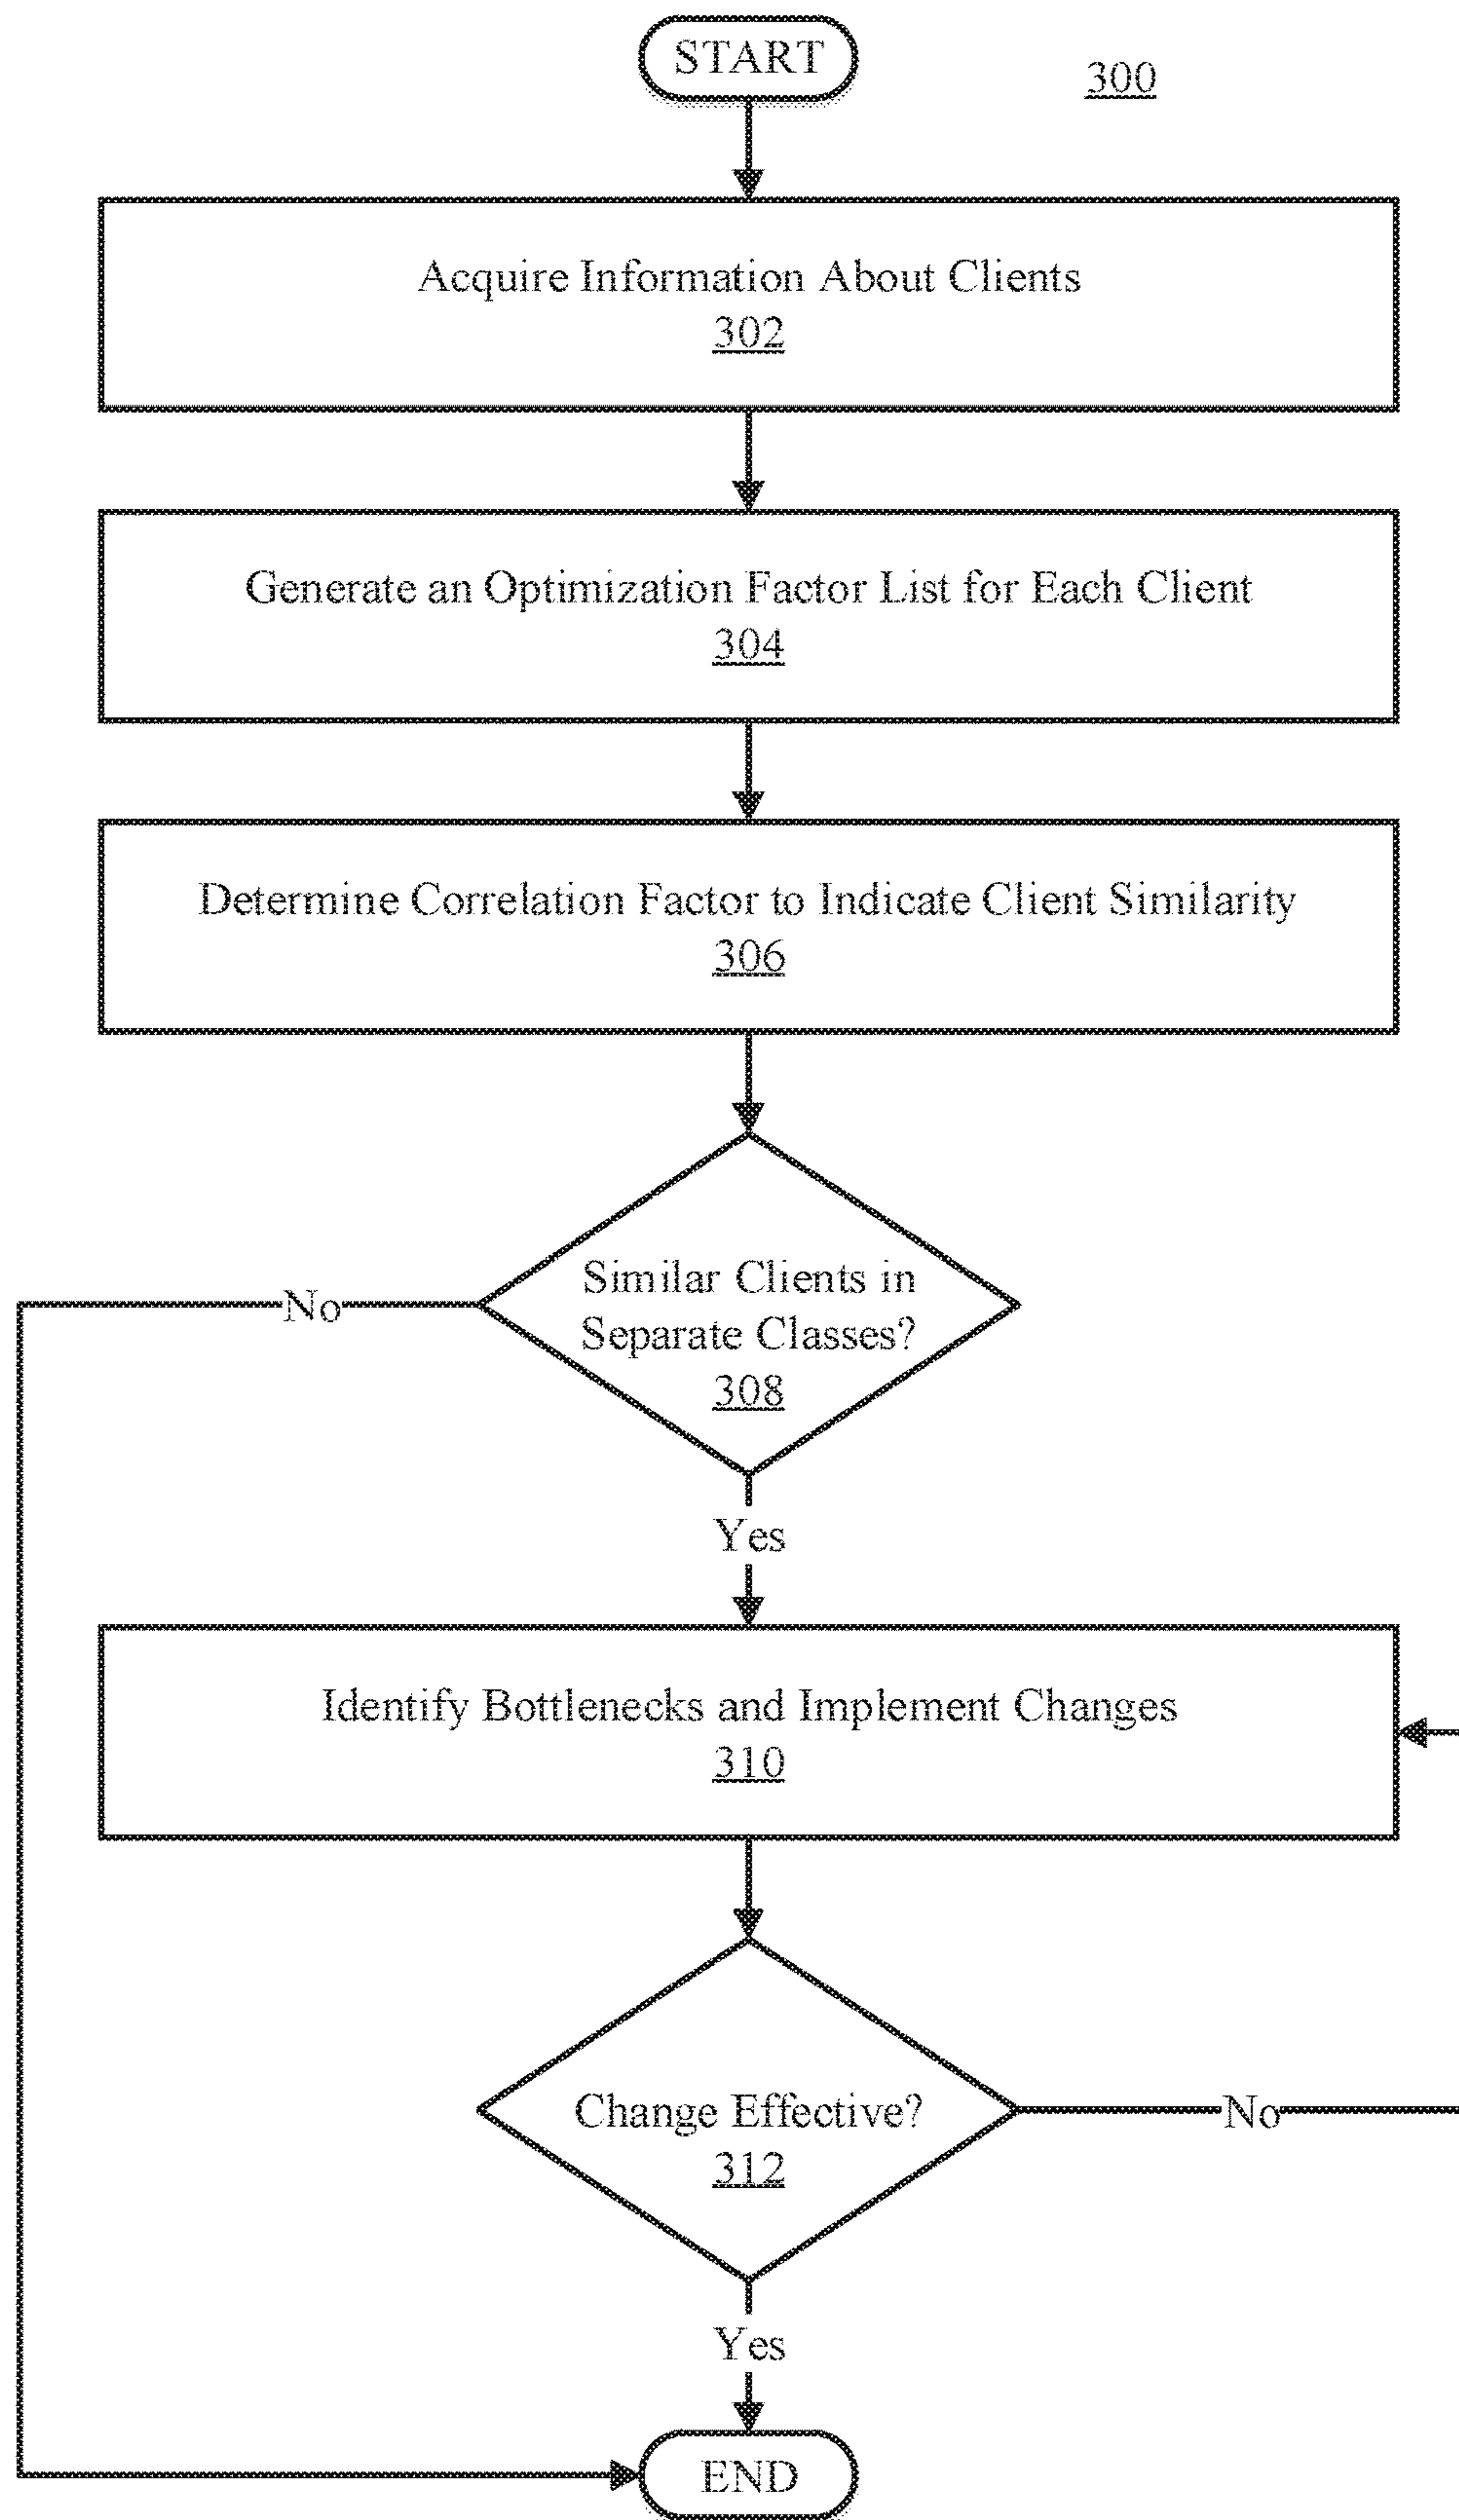 START
300
Acquire Information About Clients
302
Generate an Optimization Factor List for Each Client
304
Determine Correlation Factor to Indicate Client Similarity
306
Similar Clients in
Separate Classes?
308
No
Yes
Identify Bottlenecks and Implement Changes
310
Change Effective?
312
No
Yes
END